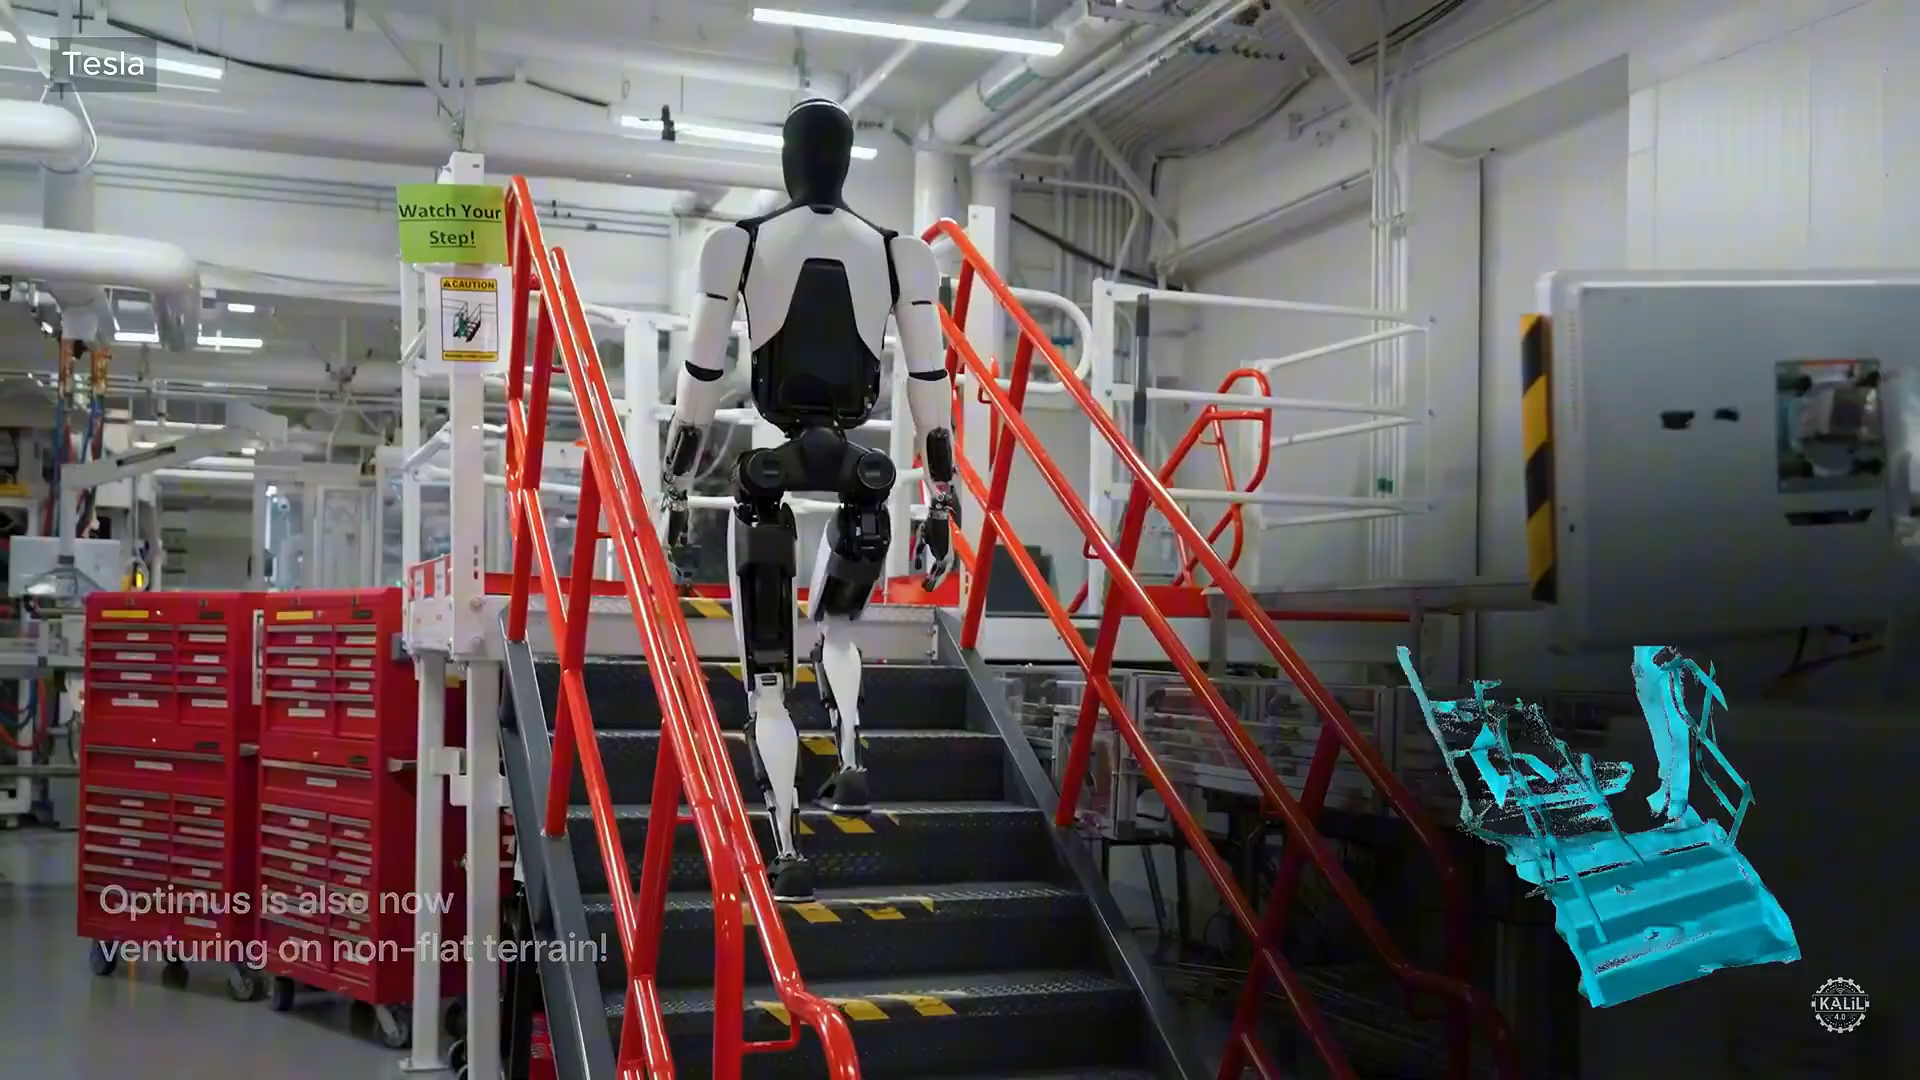 Tesla
Watch Your
Step!
CAUTION
Optimus is also now
venturing on non-flat terrain!
KALIL
4.0